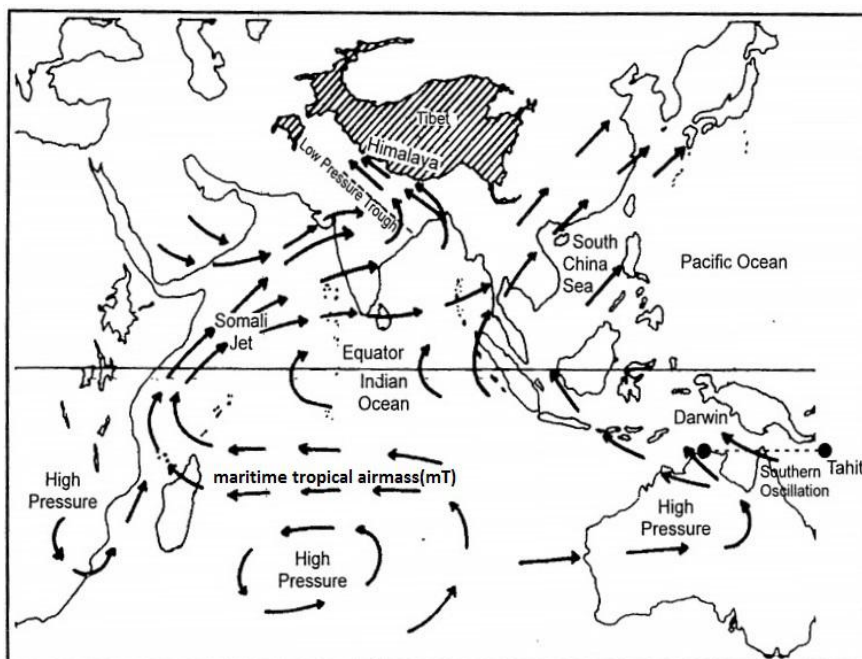 Tibet
Himalaya
Low Pressure Trough
South
China
Sea
Pacific Ocean
Somali
Jet
Equator
Indian
Ocean
Darwin
Tahit
Southern
Oscillation
maritime tropical airmass(mT)
High
Pressure
High
Pressure
High
Pressure